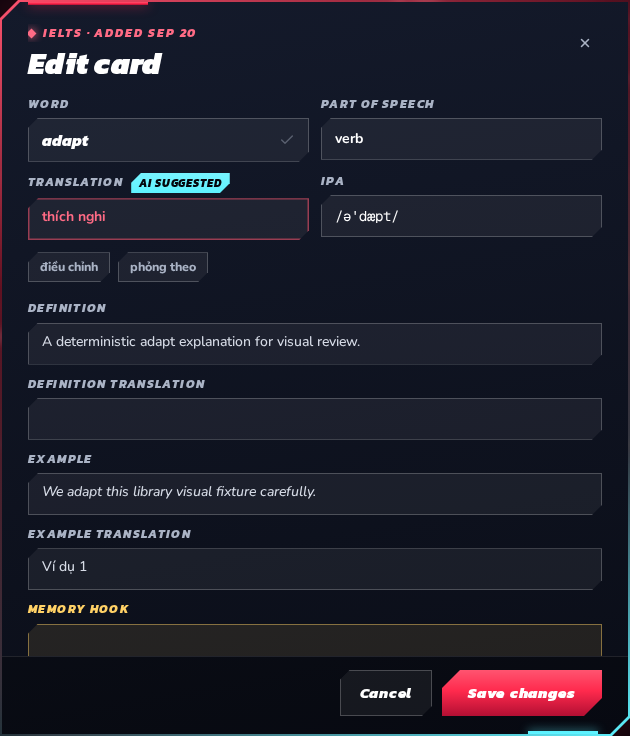 IELTS · ADDED SEP 20
Edit card
WORD
adapt
PART OF SPEECH
verb
TRANSLATION AI SUGGESTED
thích nghi
IPA
/ə'dæpt/
điều chỉnh
phỏng theo
DEFINITION
A deterministic adapt explanation for visual review.
DEFINITION TRANSLATION
EXAMPLE
We adapt this library visual fixture carefully.
EXAMPLE TRANSLATION
Ví dụ 1
MEMORY HOOK
Cancel
Save changes